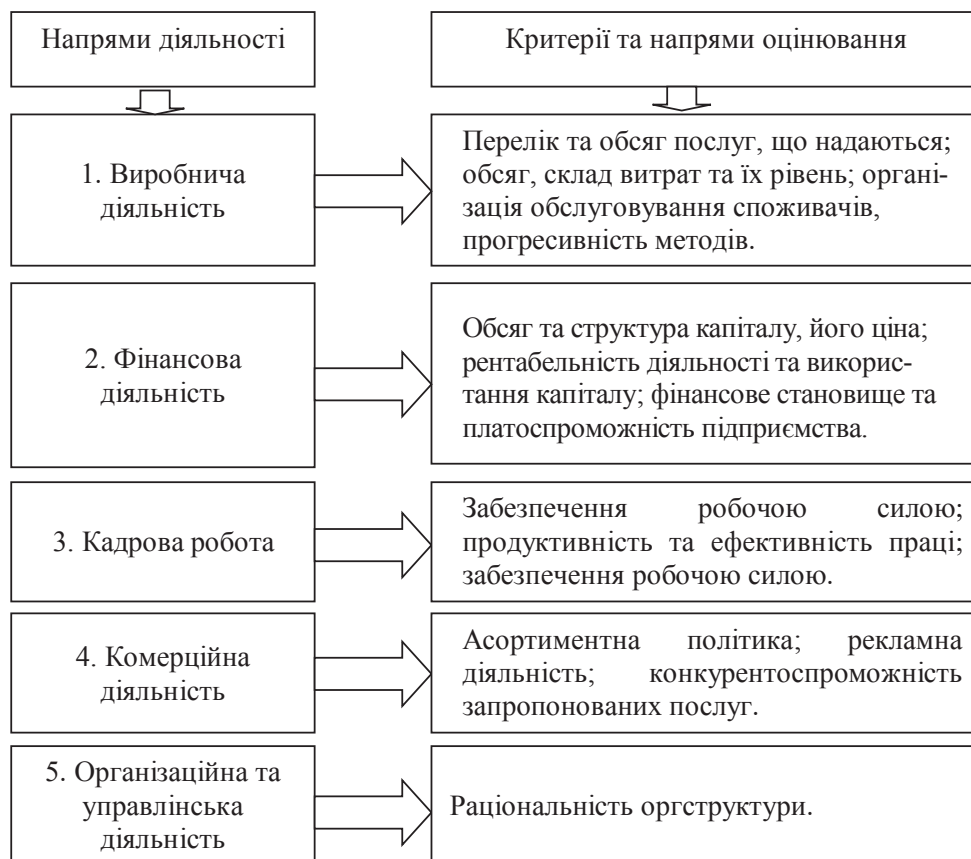 Напрями діяльності
Критерії та напрями оцінювання
1. Виробнича
діяльність
Перелік та обсяг послуг, що надаються;
обсяг, склад витрат та їх рівень; органі-
зація обслуговування споживачів,
прогресивність методів.
2. Фінансова
діяльність
Обсяг та структура капіталу, його ціна;
рентабельність діяльності та викорис-
тання капіталу; фінансове становище та
платоспроможність підприємства.
3. Кадрова робота
Забезпечення робочою силою;
продуктивність та ефективність праці;
забезпечення робочою силою.
4. Комерційна
діяльність
Асортиментна політика; рекламна
діяльність; конкурентоспроможність
запропонованих послуг.
5. Організаційна та
управлінська
діяльність
Раціональність оргструктури.